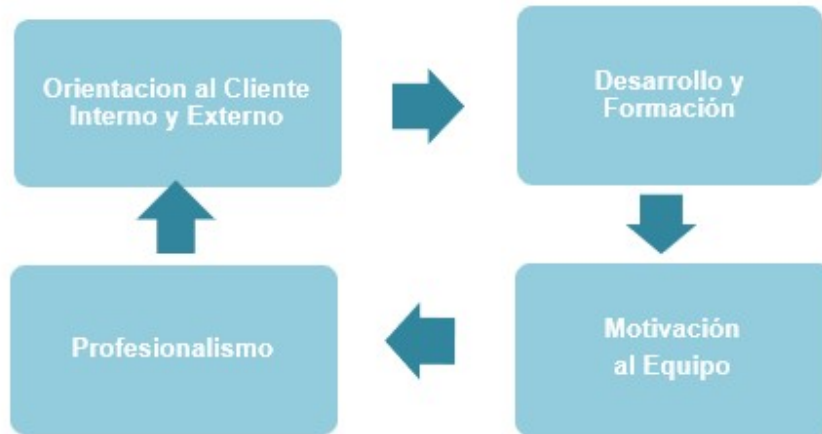 Orientacion al Cliente
Interno y Externo
Desarrollo y
Formación
Motivación
al Equipo
Profesionalismo